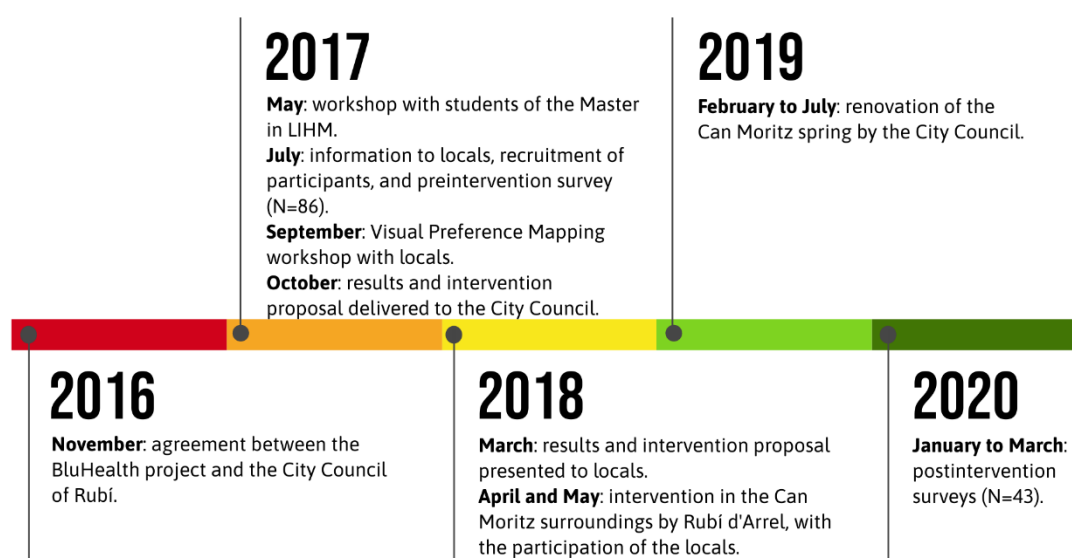 2017
May: workshop with students of the Master
in LIHM.
July: information to locals, recruitment of
participants, and preintervention survey
(N=86).
September: Visual Preference Mapping
workshop with locals.
October: results and intervention
proposal delivered to the City Council.
2019
February to July: renovation of the
Can Moritz spring by the City Council.
2016
November: agreement between the
BluHealth project and the City Council
of Rubí.
2018
March: results and intervention proposal
presented to locals.
April and May: intervention in the Can
Moritz surroundings by Rubí d'Arrel, with
the participation of the locals.
2020
January to March:
postintervention
surveys (N=43).